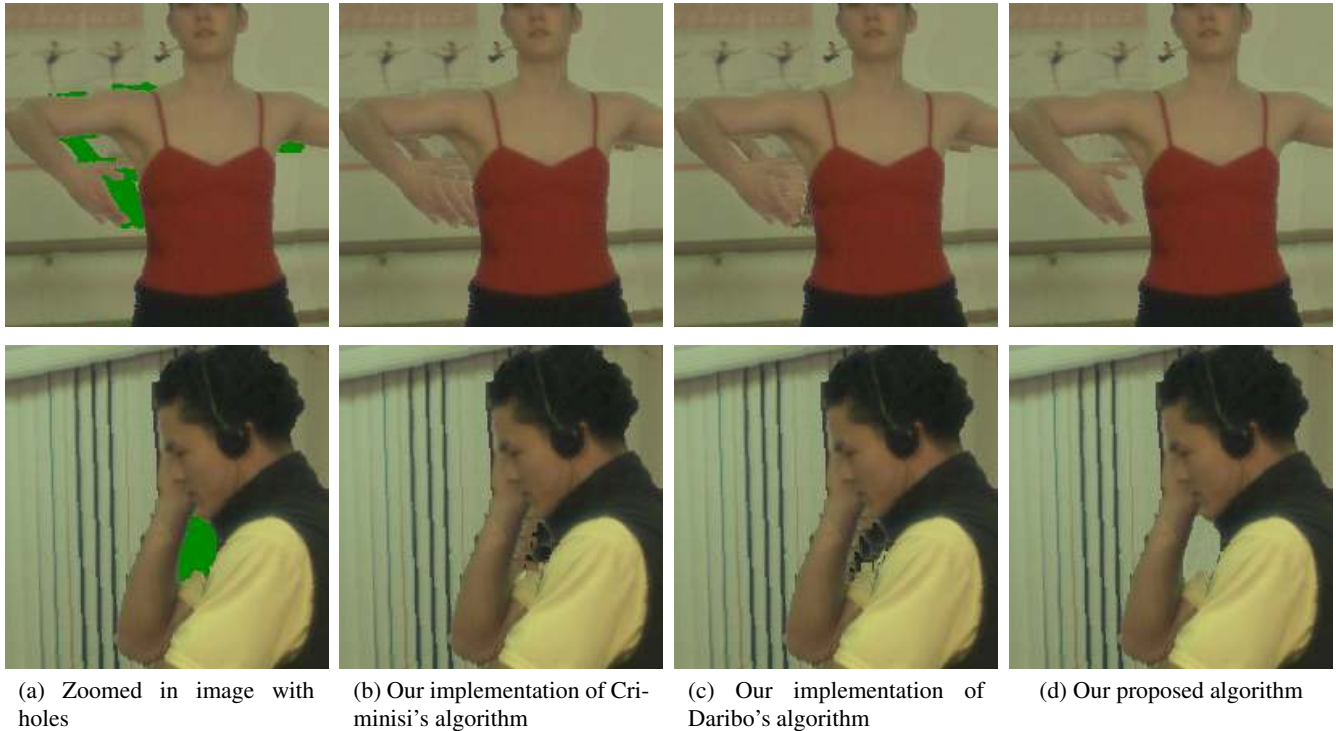 (a) Zoomed in image with
holes
(b) Our implementation of Cri-
minisi's algorithm
(c) Our implementation of
Daribo's algorithm
(d) Our proposed algorithm